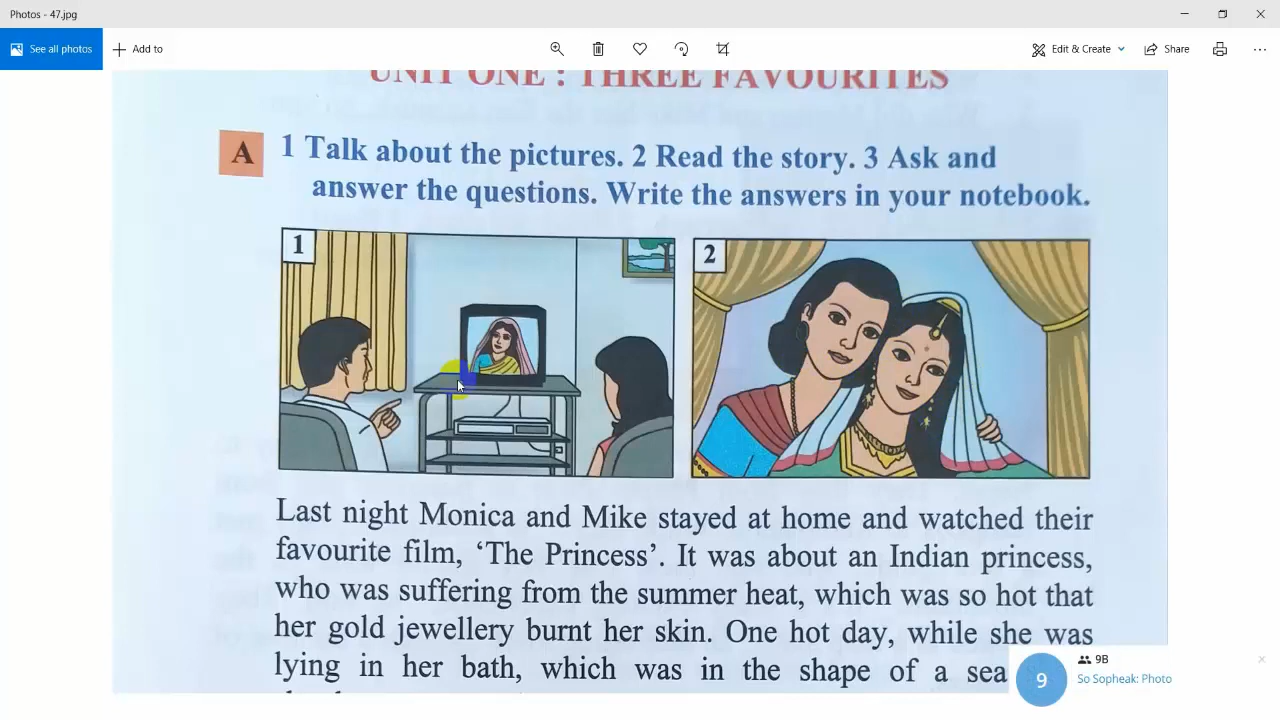 Photos - 47.jpg
See all photos
Add to
Edit & Create
Share
UNIT ONE : THREE FAVOURITES
A
1 Talk about the pictures. 2 Read the story. 3 Ask and
answer the questions. Write the answers in your notebook.
1
2
Last night Monica and Mike stayed at home and watched their
favourite film, ‘The Princess’. It was about an Indian princess,
who was suffering from the summer heat, which was so hot that
her gold jewellery burnt her skin. One hot day, while she was
lying in her bath, which was in the shape of a sea
9
9B
So Sopheak: Photo